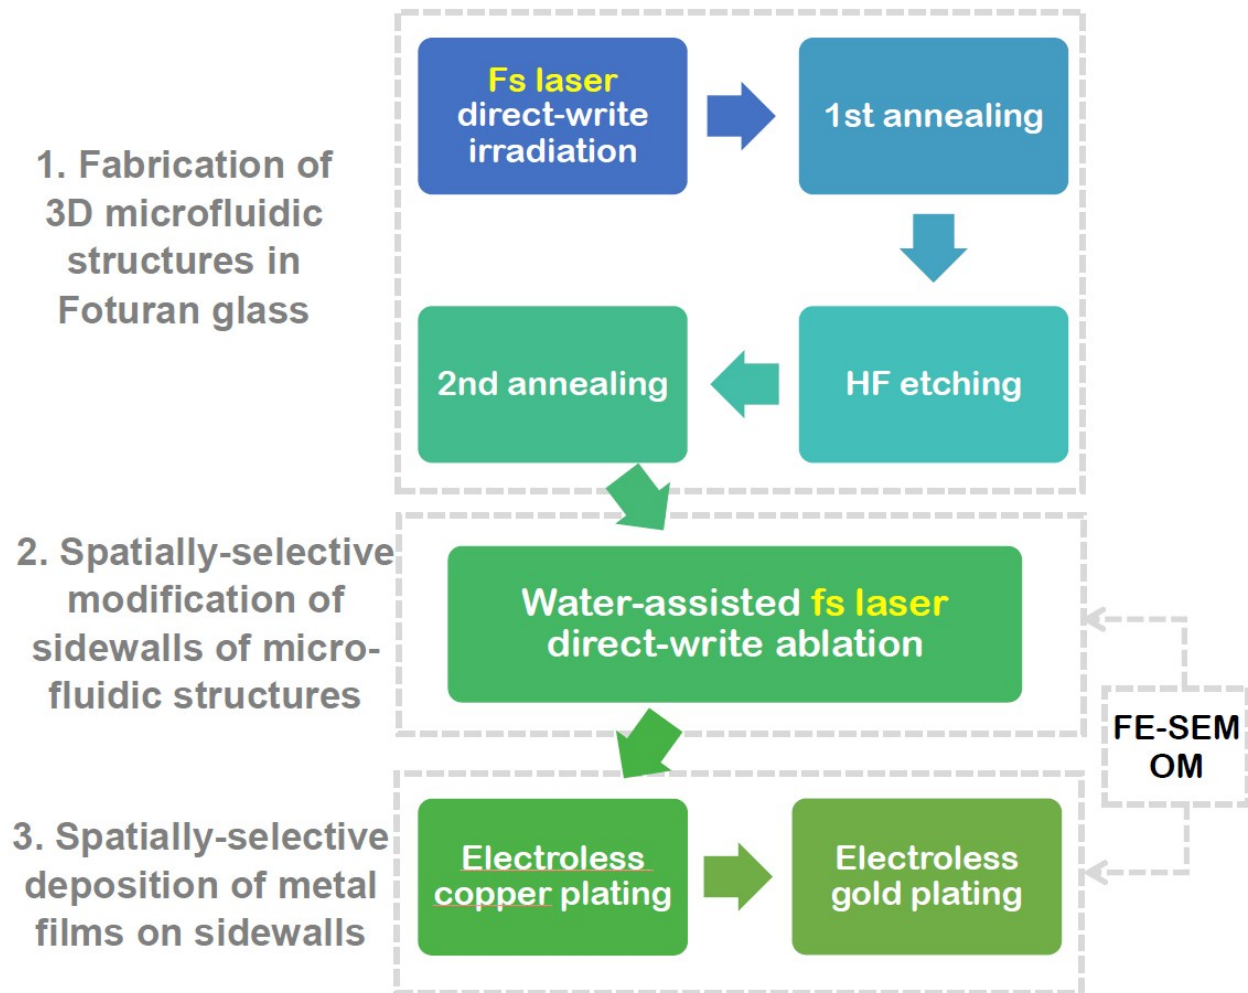 1. Fabrication of
3D microfluidic
structures in
Foturan glass
Fs laser
direct-write
irradiation
1st annealing
2nd annealing
HF etching
2. Spatially-selective
modification of
sidewalls of micro-
fluidic structures
Water-assisted fs laser
direct-write ablation
FE-SEM
OM
3. Spatially-selective
deposition of metal
films on sidewalls
Electroless
copper plating
Electroless
gold plating